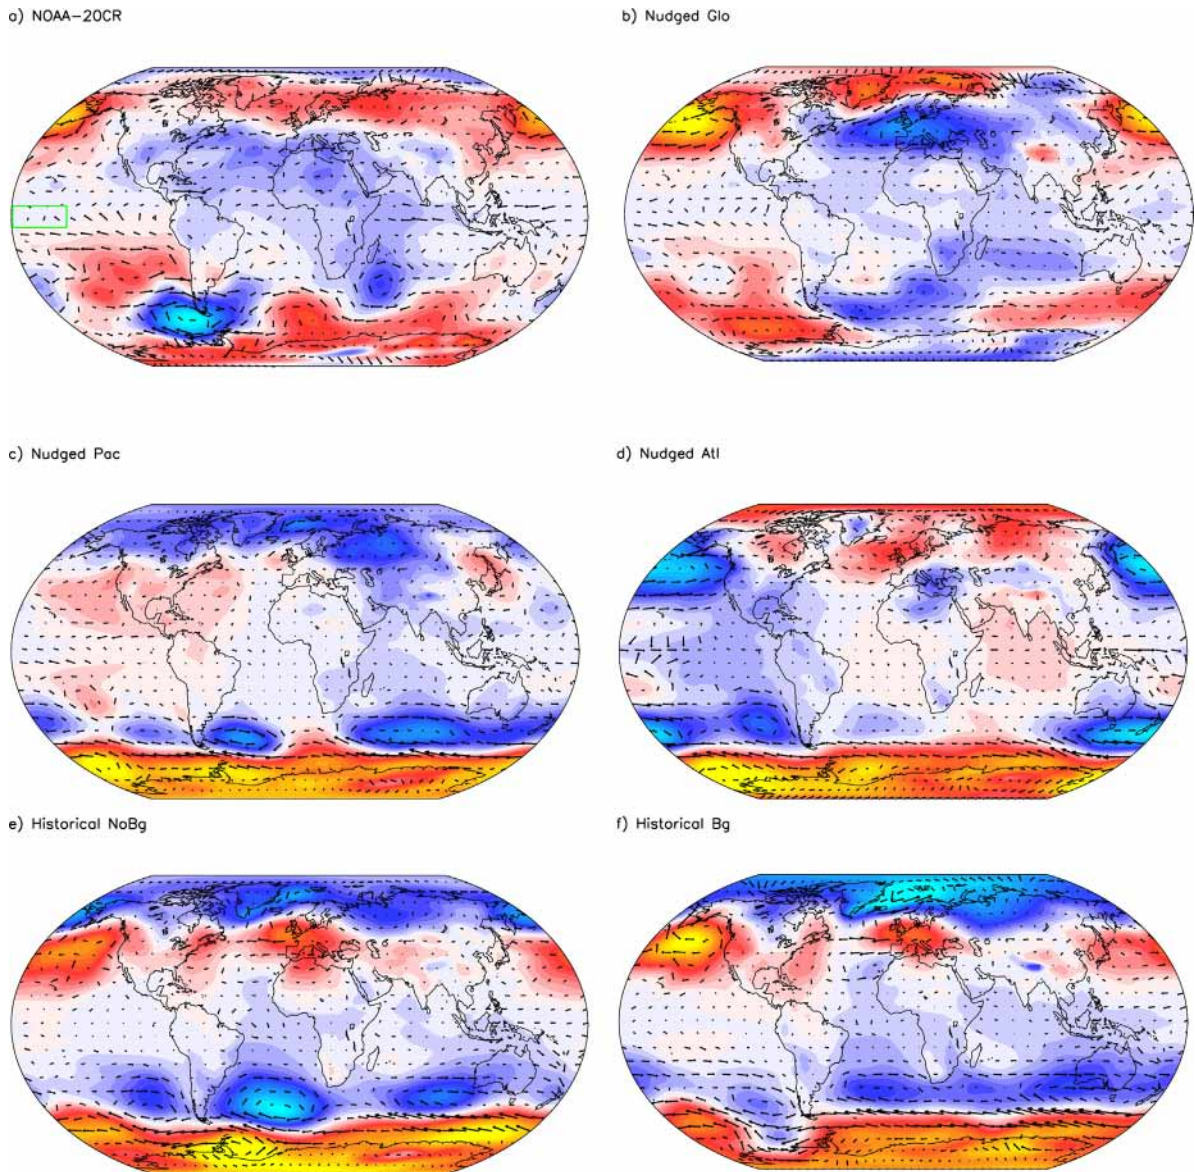 a) NOAA-20CR
b) Nudged Glo
c) Nudged Pac
d) Nudged Atl
e) Historical NoBg
f) Historical Bg